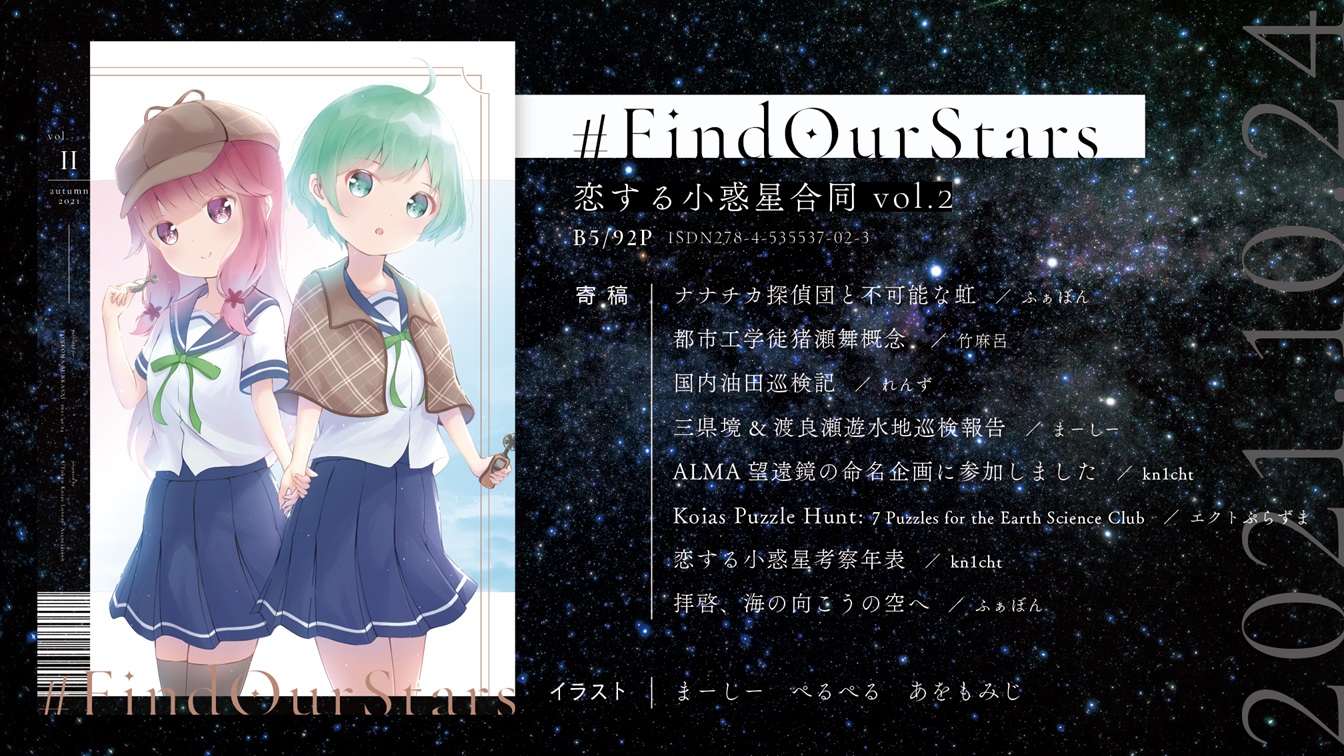 vol.
II
autumn
2021
#FindOurStars
#FindOurStars
恋する小惑星合同 vol.2
B5/92P ISDN278-4-535537-02-3
寄稿
ナナチカ探偵団と不可能な虹 ／ ふぁぼん
都市工学徒猪瀬舞概念 ／ 竹麻呂
国内油田巡検記 ／ れんず
三県境 & 渡良瀬遊水地巡検報告 ／ まーしー
ALMA 望遠鏡の命名企画に参加しました ／ kn1cht
Koias Puzzle Hunt: 7 Puzzles for the Earth Science Club ／ エクトぷらずま
恋する小惑星考察年表 ／ kn1cht
拝啓、海の向こうの空へ ／ ふぁぼん
イラスト
まーしー ぺるぺる あをもみじ
2021.10.24